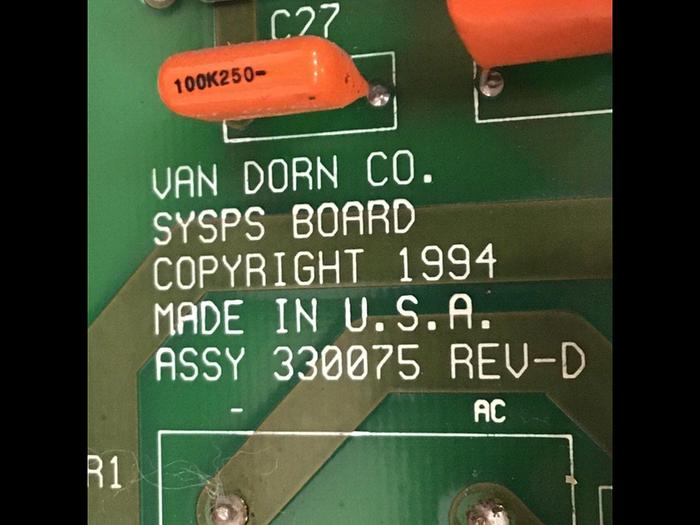 C27
100K250-
VAN DORN CO.
SYSPS BOARD
COPYRIGHT 1994
MADE IN U.S.A.
ASSY 330075 REV-D
- AC
R1